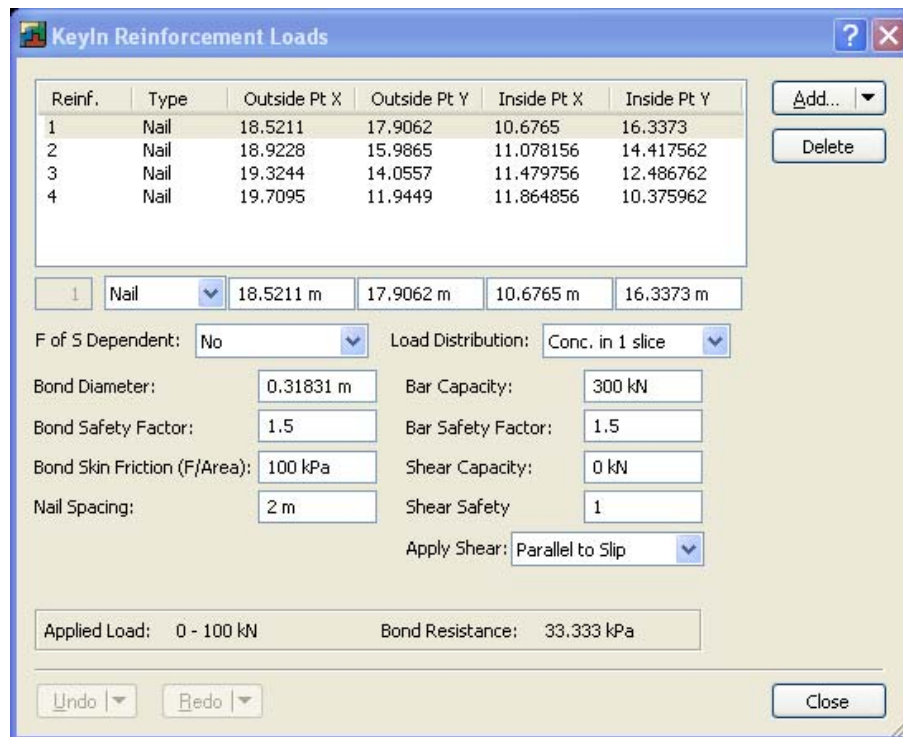 KeyIn Reinforcement Loads
Reinf. Type Outside Pt X Outside Pt Y Inside Pt X Inside Pt Y
1 Nail 18.5211 17.9062 10.6765 16.3373
2 Nail 18.9228 15.9865 11.078156 14.417562
3 Nail 19.3244 14.0557 11.479756 12.486762
4 Nail 19.7095 11.9449 11.864856 10.375962
Add...
Delete
1 Nail 18.5211 m 17.9062 m 10.6765 m 16.3373 m
F of S Dependent: No Load Distribution: Conc. in 1 slice
Bond Diameter: 0.31831 m Bar Capacity: 300 kN
Bond Safety Factor: 1.5 Bar Safety Factor: 1.5
Bond Skin Friction (F/Area): 100 kPa Shear Capacity: 0 kN
Nail Spacing: 2 m Shear Safety 1
Apply Shear: Parallel to Slip
Applied Load: 0 - 100 kN Bond Resistance: 33.333 kPa
Undo Redo Close